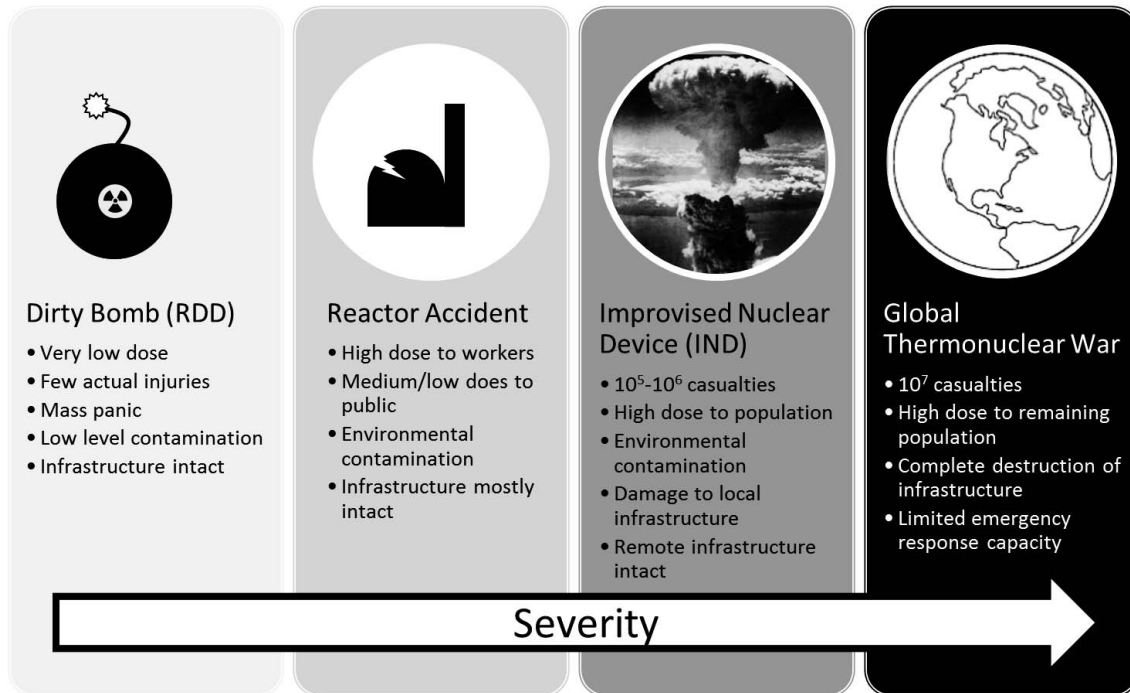 Dirty Bomb (RDD)
• Very low dose
• Few actual injuries
• Mass panic
• Low level contamination
• Infrastructure intact
Reactor Accident
• High dose to workers
• Medium/low does to
public
• Environmental
contamination
• Infrastructure mostly
intact
Improvised Nuclear
Device (IND)
• 10⁵-10⁶ casualties
• High dose to population
• Environmental
contamination
• Damage to local
infrastructure
• Remote infrastructure
intact
Global
Thermonuclear War
• 10⁷ casualties
• High dose to remaining
population
• Complete destruction of
infrastructure
• Limited emergency
response capacity
Severity